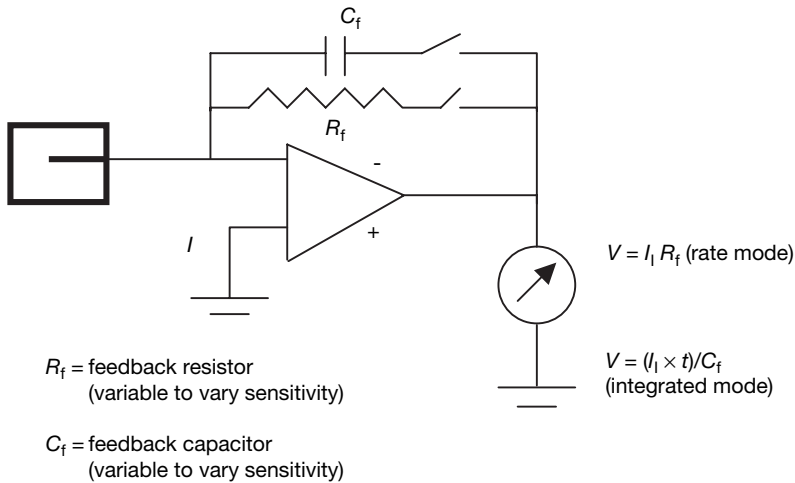 C_f
R_f
-
+
I
V = I_I R_f (rate mode)
V = (I_I × t)/C_f
(integrated mode)
R_f = feedback resistor
(variable to vary sensitivity)
C_f = feedback capacitor
(variable to vary sensitivity)